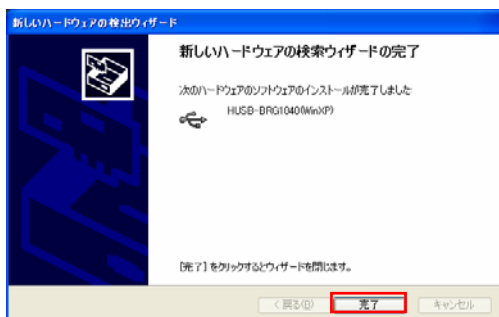 新しいハードウェアの検出ウィザード
新しいハードウェアの検索ウィザードの完了
次のハードウェアのソフトウェアのインストールが完了しました
HUSB-BRG1040(WinXP)
[完了] をクリックするとウィザードを閉じます。
< 戻る(B)
完了
キャンセル